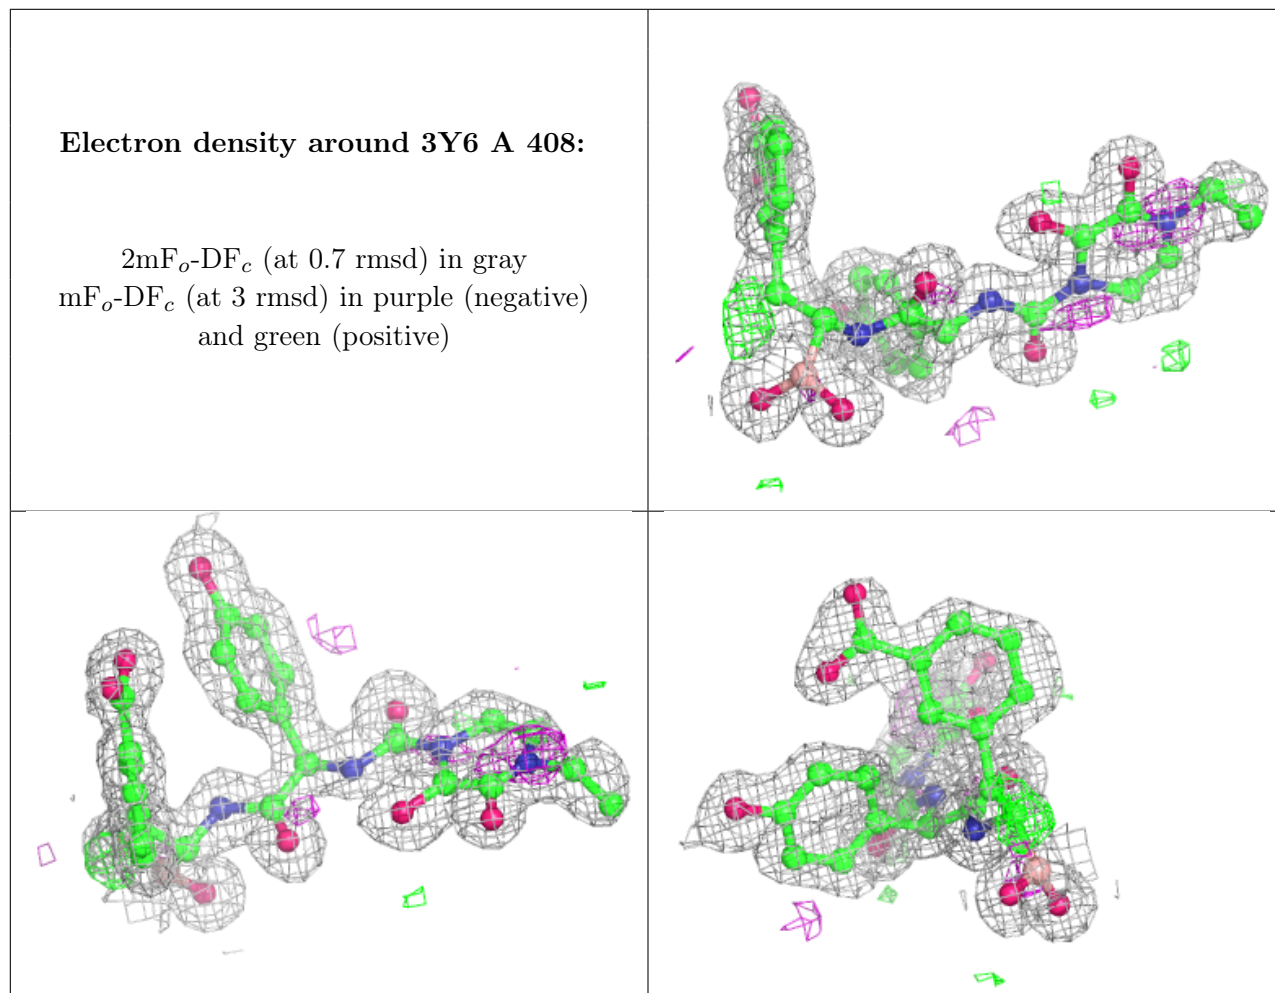 Electron density around 3Y6 A 408:
2mFo-DFc (at 0.7 rmsd) in gray
mFo-DFc (at 3 rmsd) in purple (negative)
and green (positive)